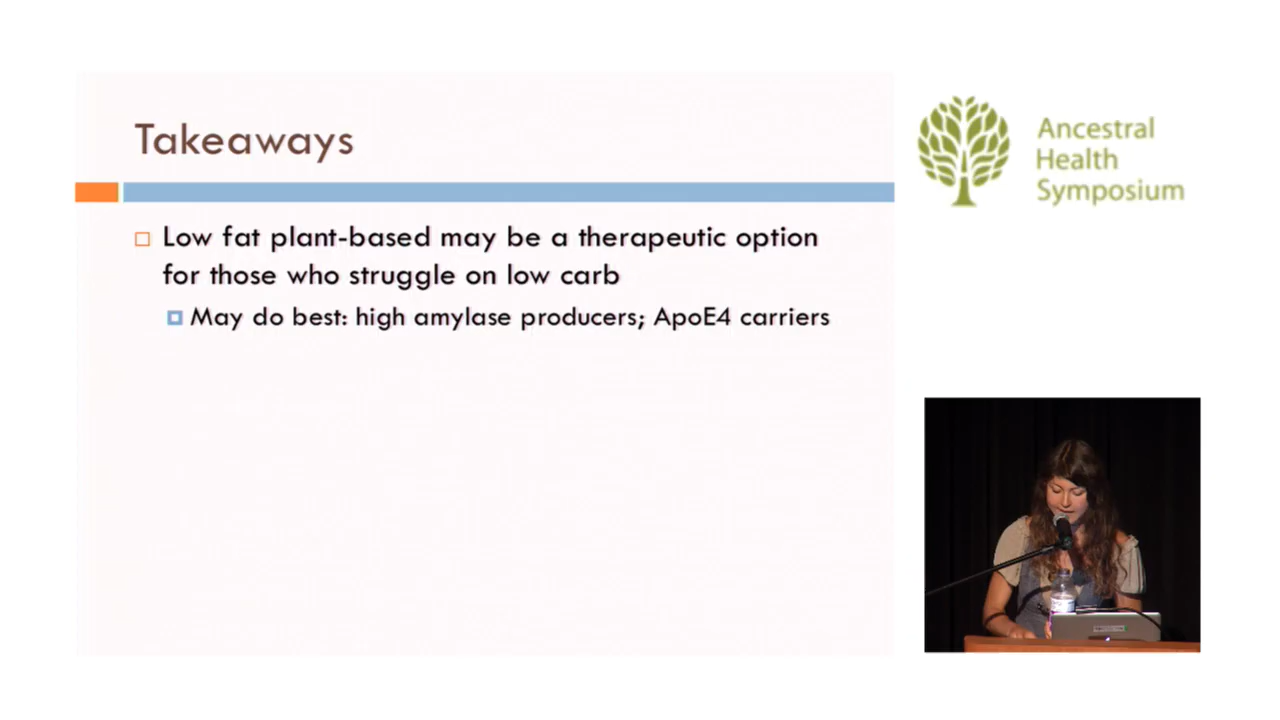 Takeaways
Low fat plant-based may be a therapeutic option
for those who struggle on low carb
May do best: high amylase producers; ApoE4 carriers
Ancestral
Health
Symposium